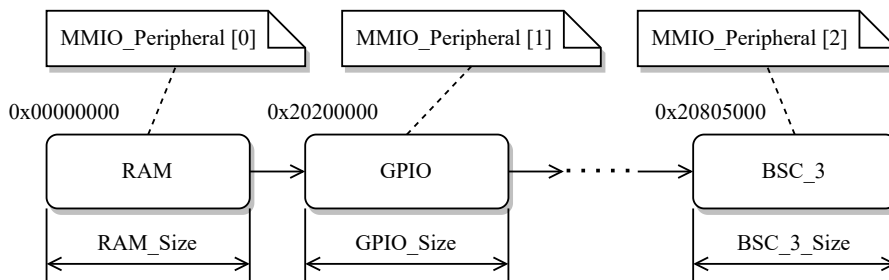 MMIO_Peripheral [0]
MMIO_Peripheral [1]
MMIO_Peripheral [2]
0x00000000
0x20200000
0x20805000
RAM
GPIO
BSC_3
RAM_Size
GPIO_Size
BSC_3_Size